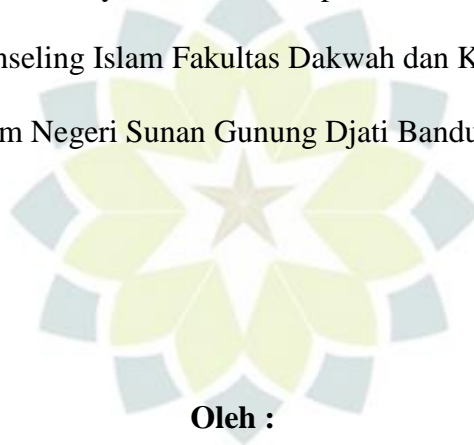 nseling Islam Fakultas Dakwah dan K
m Negeri Sunan Gunung Djati Bandu
Oleh :